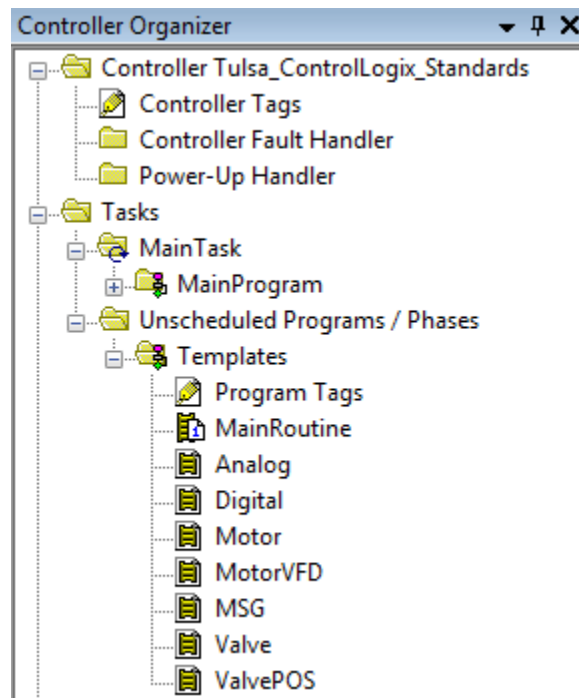 Controller Organizer
Controller Tulsa_ControlLogix_Standards
Controller Tags
Controller Fault Handler
Power-Up Handler
Tasks
MainTask
MainProgram
Unscheduled Programs / Phases
Templates
Program Tags
MainRoutine
Analog
Digital
Motor
MotorVFD
MSG
Valve
ValvePOS